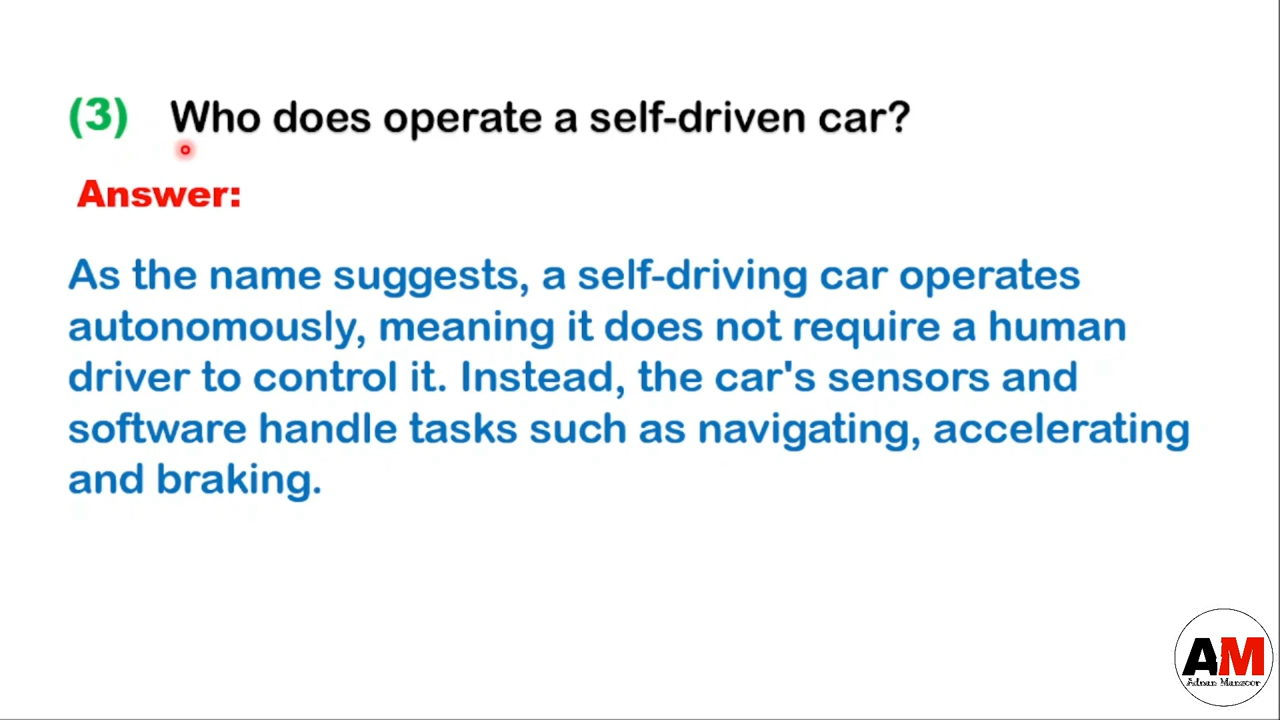 (3) Who does operate a self-driven car?
Answer:
As the name suggests, a self-driving car operates
autonomously, meaning it does not require a human
driver to control it. Instead, the car's sensors and
software handle tasks such as navigating, accelerating
and braking.
AM
Adnan Mansoor